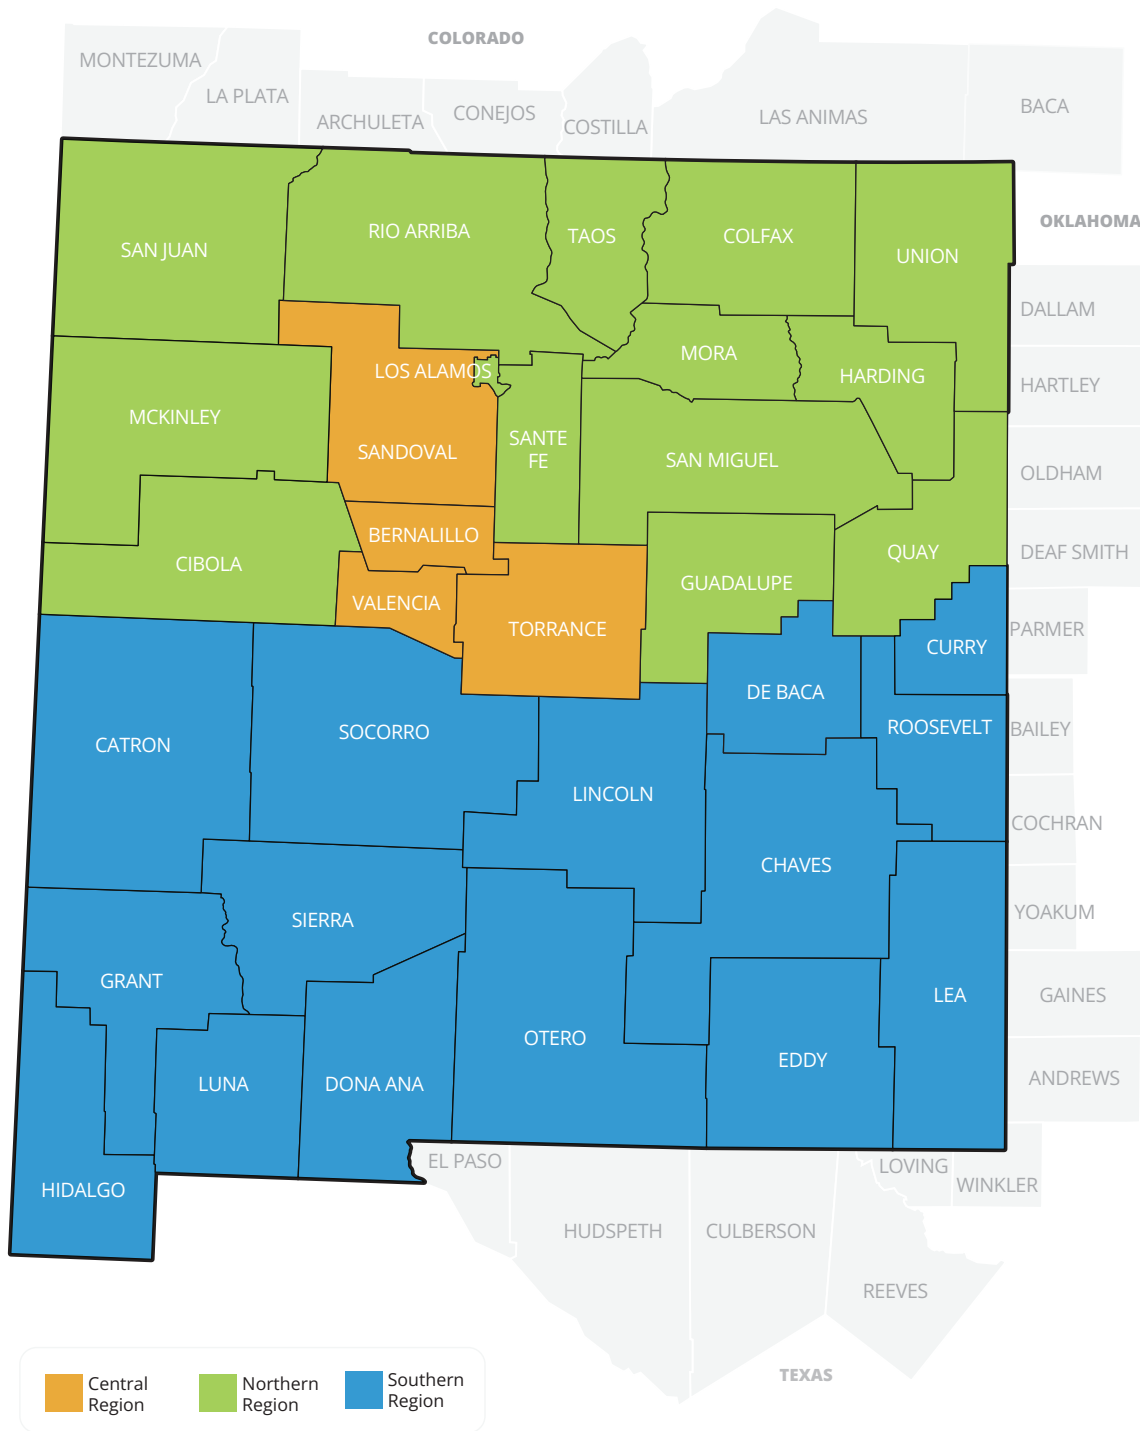 COLORADO
MONTEZUMA
LA PLATA
ARCHULETA
CONEJOS
COSTILLA
LAS ANIMAS
BACA
OKLAHOMA
SAN JUAN
RIO ARRIBA
TAOS
COLFAX
UNION
DALLAM
MORA
LOS ALAMOS
HARDING
HARTLEY
MCKINLEY
SANDOVAL
SANTE
FE
SAN MIGUEL
OLDHAM
BERNALILLO
CIBOLA
QUAY
DEAF SMITH
VALENCIA
GUADALUPE
TORRANCE
PARMER
CURRY
DE BACA
CATRON
SOCORRO
ROOSEVELT
BAILEY
LINCOLN
COCHRAN
CHAVES
SIERRA
YOAKUM
GRANT
LEA
GAINES
OTERO
EDDY
LUNA
DONA ANA
ANDREWS
HIDALGO
EL PASO
LOVING
WINKLER
HUDSPETH
CULBERSON
REEVES
TEXAS
Central
Region
Northern
Region
Southern
Region